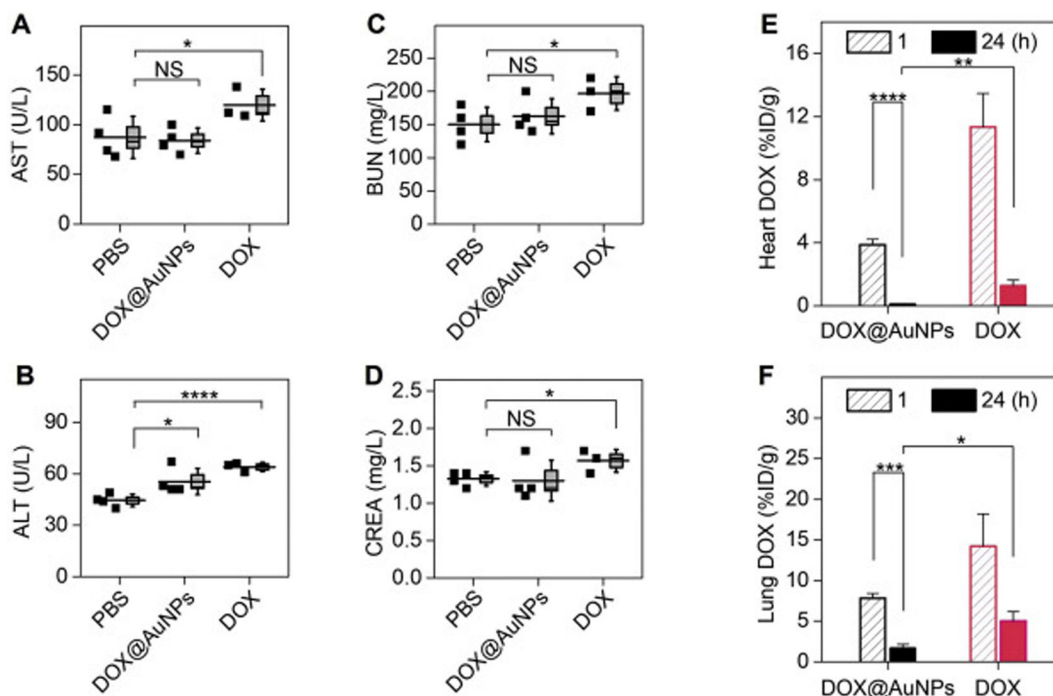 A
AST (U/L)
150
100
50
0
*
NS
PBS
DOX@AuNPs
DOX
B
ALT (U/L)
90
60
30
0
****
*
PBS
DOX@AuNPs
DOX
C
BUN (mg/L)
250
200
150
100
50
0
*
NS
PBS
DOX@AuNPs
DOX
D
CREA (mg/L)
2.5
2.0
1.5
1.0
0.5
0.0
*
NS
PBS
DOX@AuNPs
DOX
E
Heart DOX (%ID/g)
16
12
8
4
0
1 24 (h)
**
****
DOX@AuNPs DOX
F
Lung DOX (%ID/g)
30
25
20
15
10
5
0
1 24 (h)
*
***
DOX@AuNPs DOX